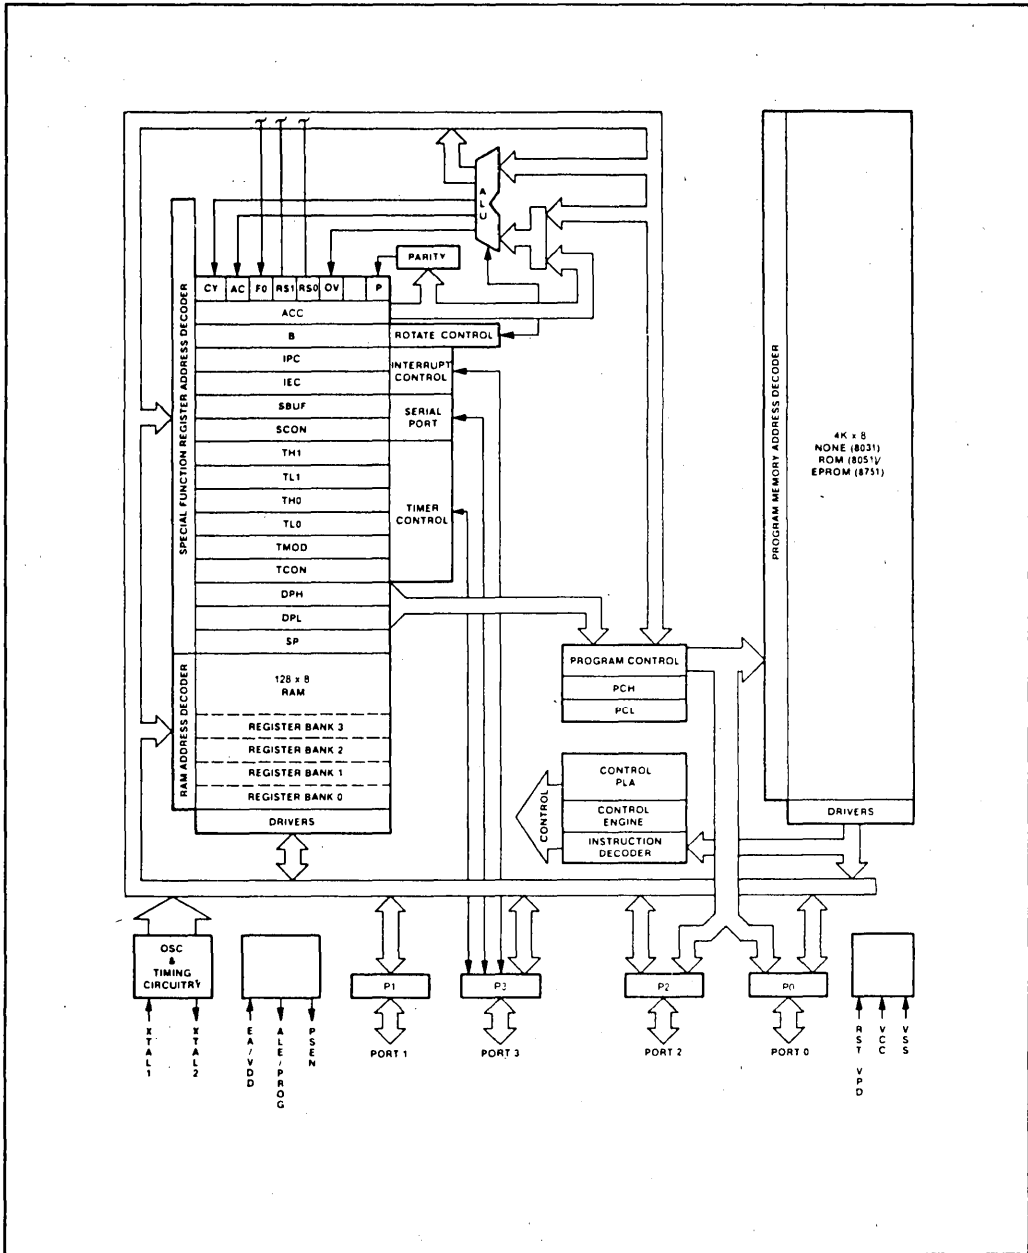 ALU
PARITY
CY AC F0 RS1 RS0 OV P
ACC
B
ROTATE CONTROL
IPC
IEC
INTERRUPT
CONTROL
SBUF
SCON
SERIAL
PORT
TH1
TL1
TH0
TL0
TMOD
TCON
TIMER
CONTROL
DPH
DPL
SP
SPECIAL FUNCTION REGISTER ADDRESS DECODER
RAM ADDRESS DECODER
128 x 8
RAM
REGISTER BANK 3
REGISTER BANK 2
REGISTER BANK 1
REGISTER BANK 0
DRIVERS
PROGRAM CONTROL
PCH
PCL
CONTROL
CONTROL
PLA
CONTROL
ENGINE
INSTRUCTION
DECODER
PROGRAM MEMORY ADDRESS DECODER
4K x 8
NONE (8031)
ROM (8051)/
EPROM (8751)
DRIVERS
OSC
&
TIMING
CIRCUITRY
P1
P3
P2
P0
XTAL1
XTAL2
EA/VDD
ALE/PROG
PSEN
PORT 1
PORT 3
PORT 2
PORT 0
RST VPD
VCC
VSS